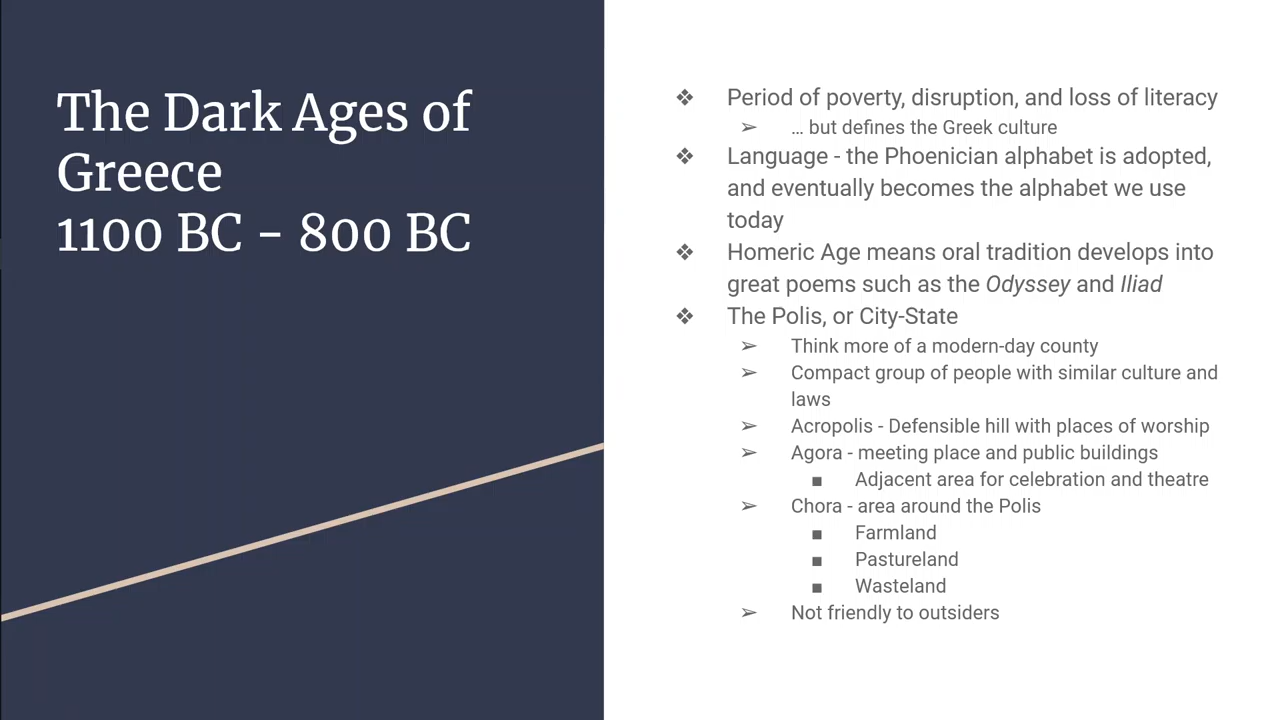 The Dark Ages of
Greece
1100 BC – 800 BC
❖ Period of poverty, disruption, and loss of literacy
➢ … but defines the Greek culture
❖ Language - the Phoenician alphabet is adopted,
and eventually becomes the alphabet we use
today
❖ Homeric Age means oral tradition develops into
great poems such as the Odyssey and Iliad
❖ The Polis, or City-State
➢ Think more of a modern-day county
➢ Compact group of people with similar culture and
laws
➢ Acropolis - Defensible hill with places of worship
➢ Agora - meeting place and public buildings
■ Adjacent area for celebration and theatre
➢ Chora - area around the Polis
■ Farmland
■ Pastureland
■ Wasteland
➢ Not friendly to outsiders